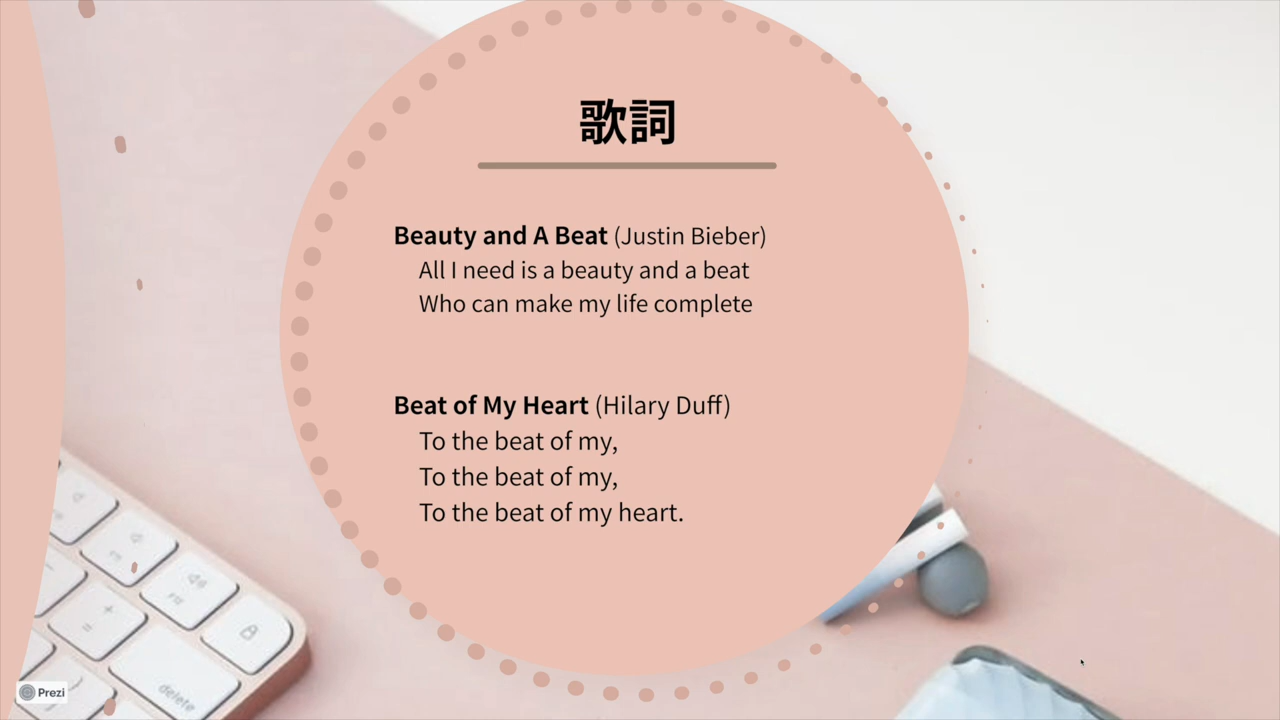 歌詞
Beauty and A Beat (Justin Bieber)
All I need is a beauty and a beat
Who can make my life complete
Beat of My Heart (Hilary Duff)
To the beat of my,
To the beat of my,
To the beat of my heart.
delete
Prezi